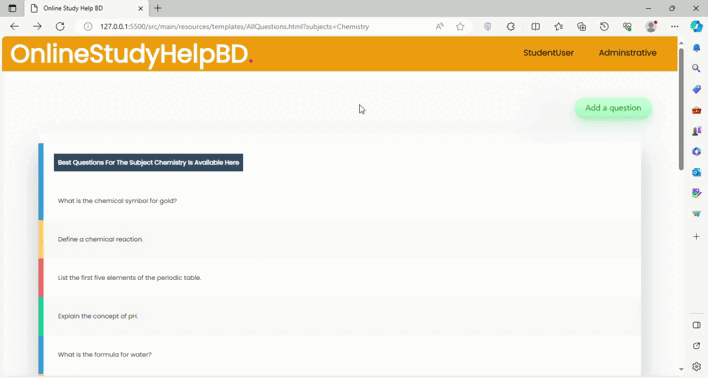 Online Study Help BD
127.0.0.1:5500/src/main/resources/templates/AllQuestions.html?subjects=Chemistry
OnlineStudyHelpBD.
StudentUser
Adminstrative
Add a question
Best Questions For The Subject Chemistry Is Available Here
What is the chemical symbol for gold?
Define a chemical reaction.
List the first five elements of the periodic table.
Explain the concept of pH.
What is the formula for water?